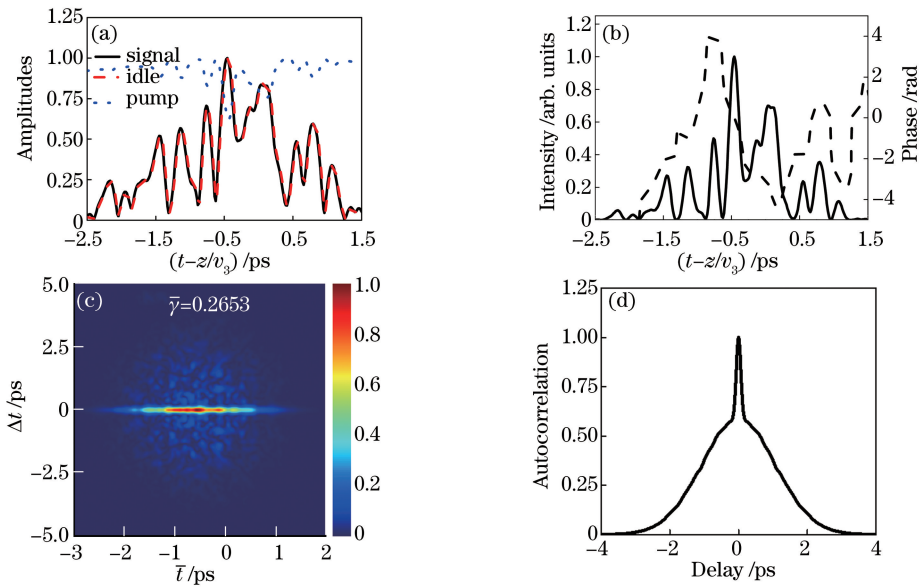 (a)
signal
idle
pump
1.25
1.00
0.75
0.50
0.25
0
Amplitudes
−2.5 −1.5 −0.5 0.5 1.5
(t−z/v₃) /ps
(b)
1.2
1.0
0.8
0.6
0.4
0.2
0
Intensity /arb. units
4
2
0
−2
−4
Phase /rad
−2.5 −1.5 −0.5 0.5 1.5
(t−z/v₃) /ps
(c)
γ̄=0.2653
5.0
2.5
0
−2.5
−5.0
Δt /ps
−3 −2 −1 0 1 2
t̄ /ps
1.0
0.8
0.6
0.4
0.2
0
(d)
1.25
1.00
0.75
0.50
0.25
0
Autocorrelation
−4 −2 0 2 4
Delay /ps